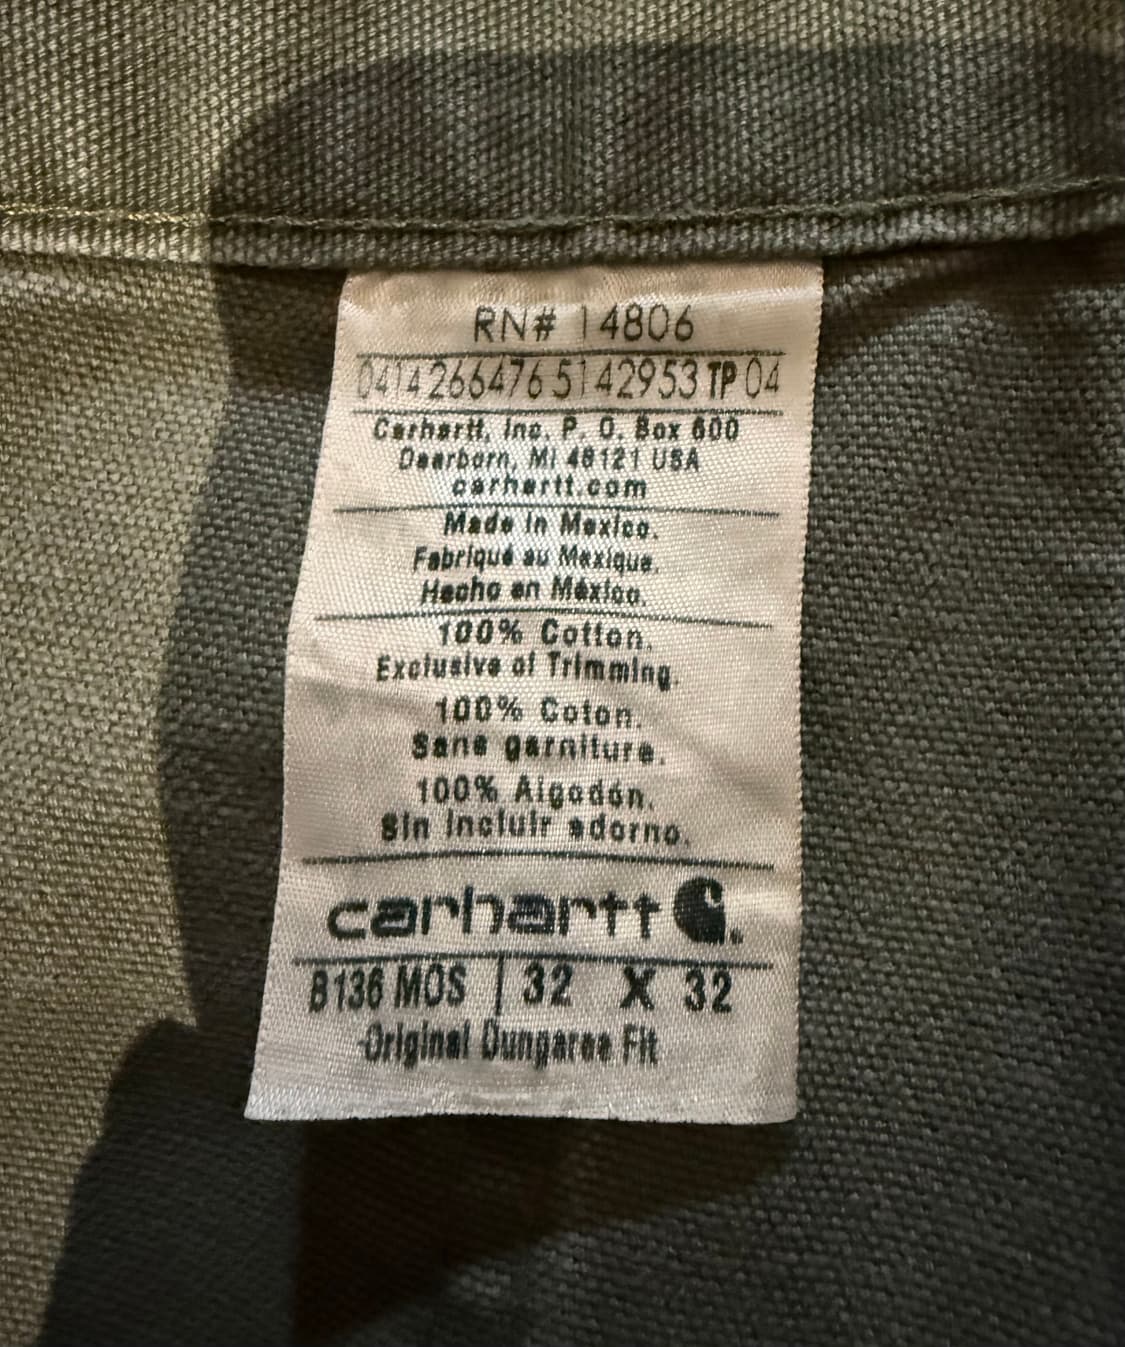 RN# 14806
04142664765142953 TP 04
Carhartt, Inc. P. O. Box 600
Dearborn, MI 48121 USA
carhartt.com
Made in Mexico.
Fabriqué au Mexique.
Hecho en México.
100% Cotton.
Exclusive of Trimming.
100% Coton.
Sans garniture.
100% Algodón.
Sin incluir adorno.
carhartt
B136 MOS | 32 X 32
Original Dungaree Fit